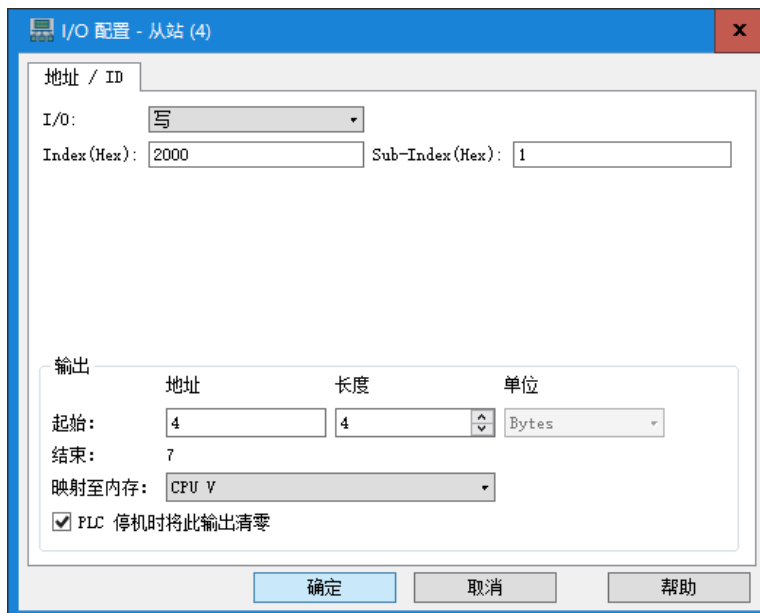 I/O 配置 - 从站 (4)
地址 / ID
I/O: 写
Index(Hex): 2000 Sub-Index(Hex): 1
输出
地址 长度 单位
起始: 4 4 Bytes
结束: 7
映射至内存: CPU V
PLC 停机时将此输出清零
确定 取消 帮助